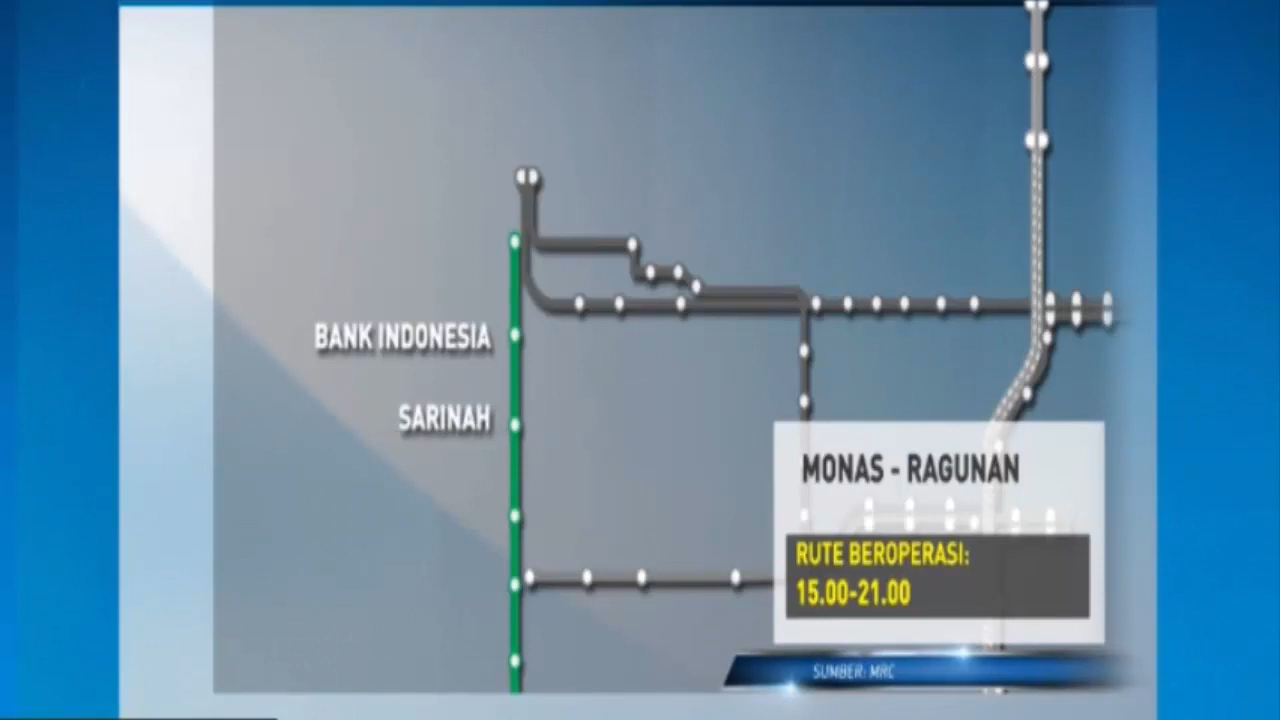 BANK INDONESIA
SARINAH
MONAS - RAGUNAN
RUTE BEROPERASI:
15.00-21.00
SUMBER: MRC